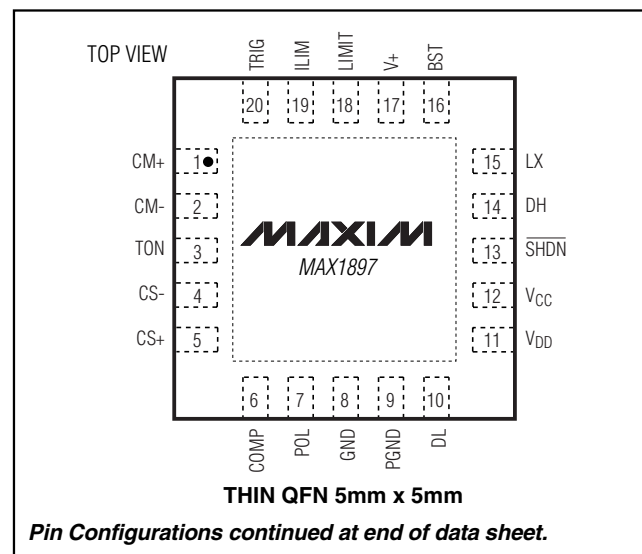 TOP VIEW
TRIG
ILIM
LIMIT
V+
BST
20 19 18 17 16
CM+ 1
CM- 2
TON 3
CS- 4
CS+ 5
MAXIM
MAX1897
15 LX
14 DH
13 SHDN
12 VCC
11 VDD
6 7 8 9 10
COMP
POL
GND
PGND
DL
THIN QFN 5mm x 5mm
Pin Configurations continued at end of data sheet.